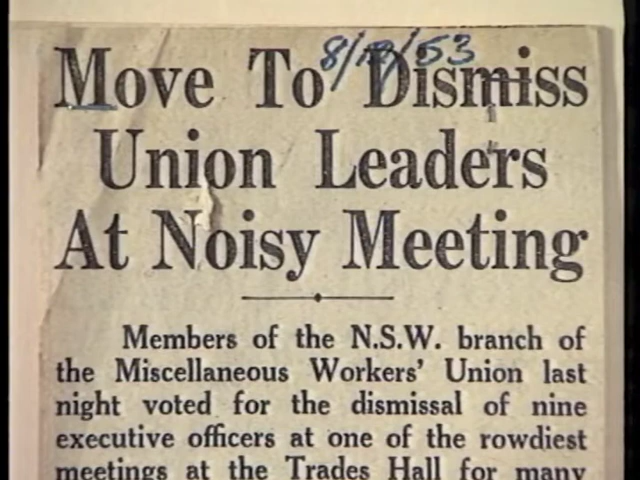 8/12/53
Move To Dismiss
Union Leaders
At Noisy Meeting
Members of the N.S.W. branch of
the Miscellaneous Workers' Union last
night voted for the dismissal of nine
executive officers at one of the rowdiest
meetings at the Trades Hall for many